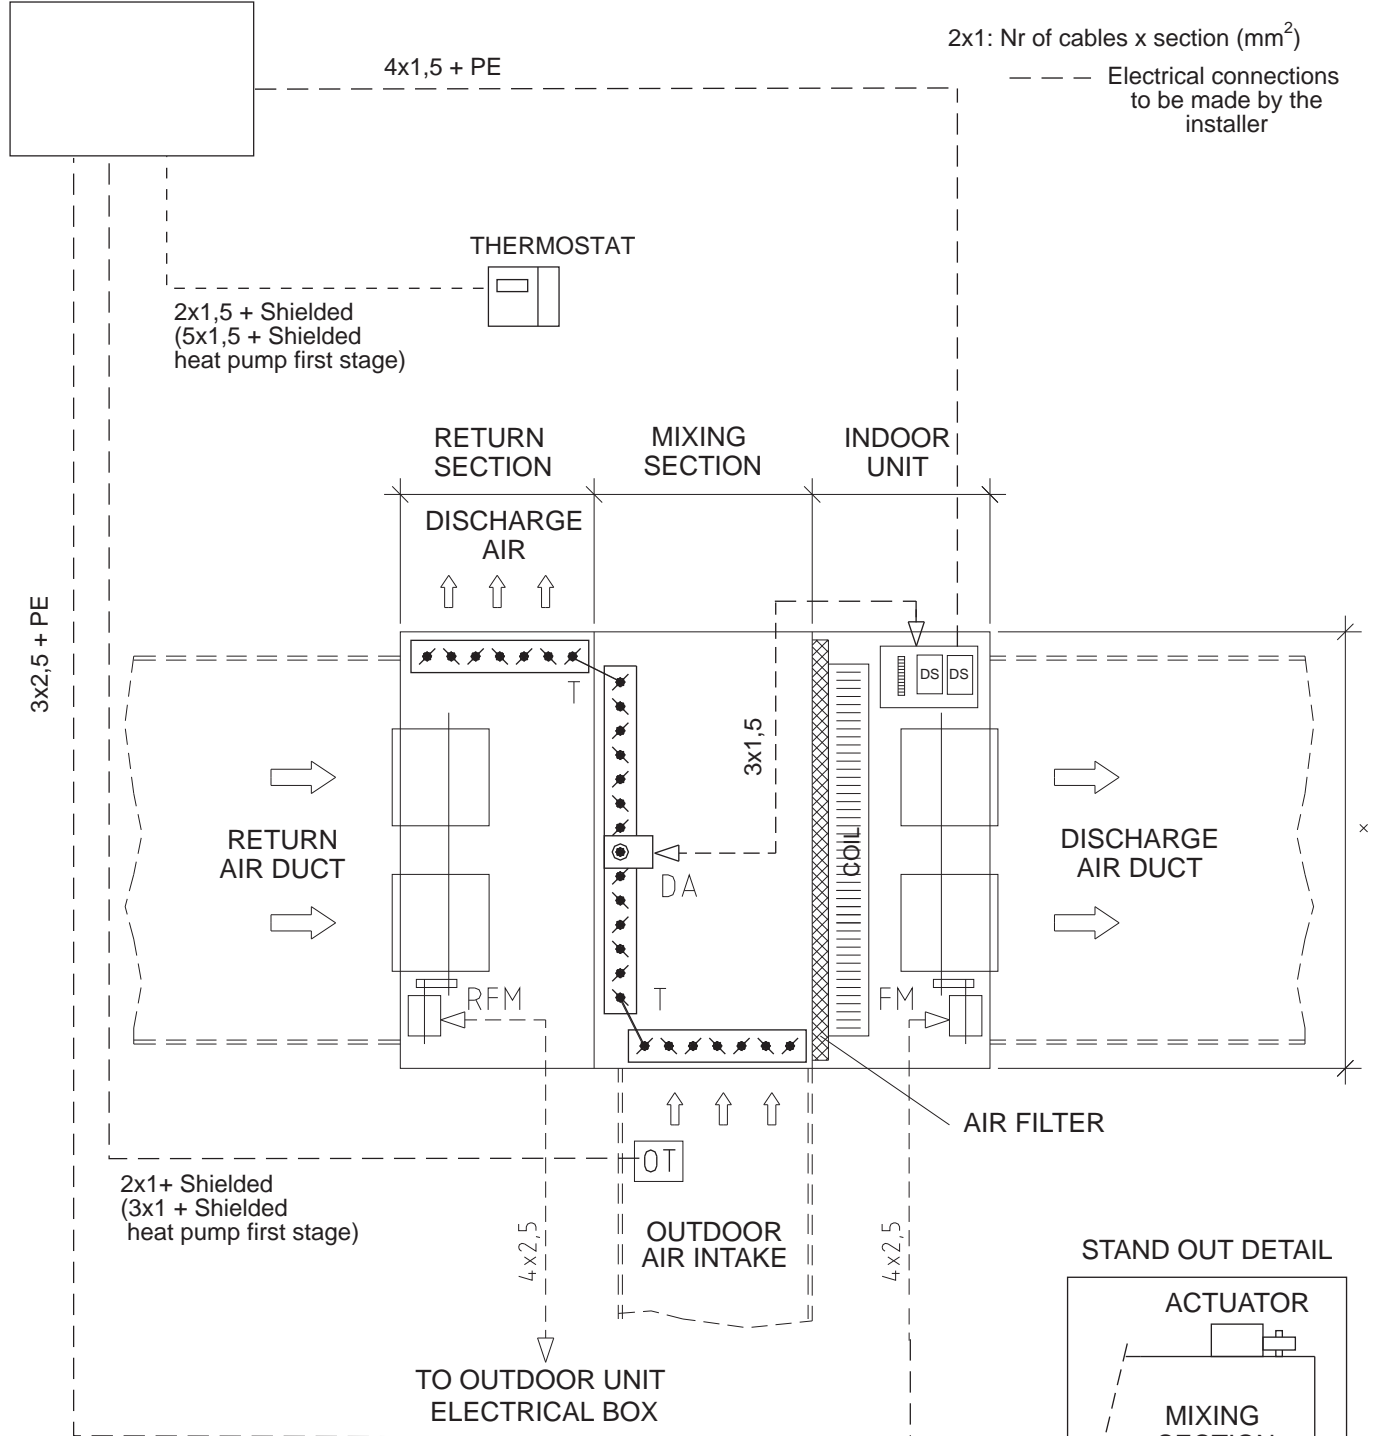 2x1: Nr of cables x section (mm2)
Electrical connections
to be made by the
installer
4x1,5 + PE
THERMOSTAT
2x1,5 + Shielded
(5x1,5 + Shielded
heat pump first stage)
RETURN
SECTION
MIXING
SECTION
INDOOR
UNIT
DISCHARGE
AIR
3x2,5 + PE
T
DS DS
3x1,5
RETURN
AIR DUCT
COIL
DISCHARGE
AIR DUCT
x
DA
RFM
T
FM
AIR FILTER
OT
2x1+ Shielded
(3x1 + Shielded
heat pump first stage)
4x2,5
OUTDOOR
AIR INTAKE
4x2,5
STAND OUT DETAIL
ACTUATOR
TO OUTDOOR UNIT
ELECTRICAL BOX
MIXING
SECTION